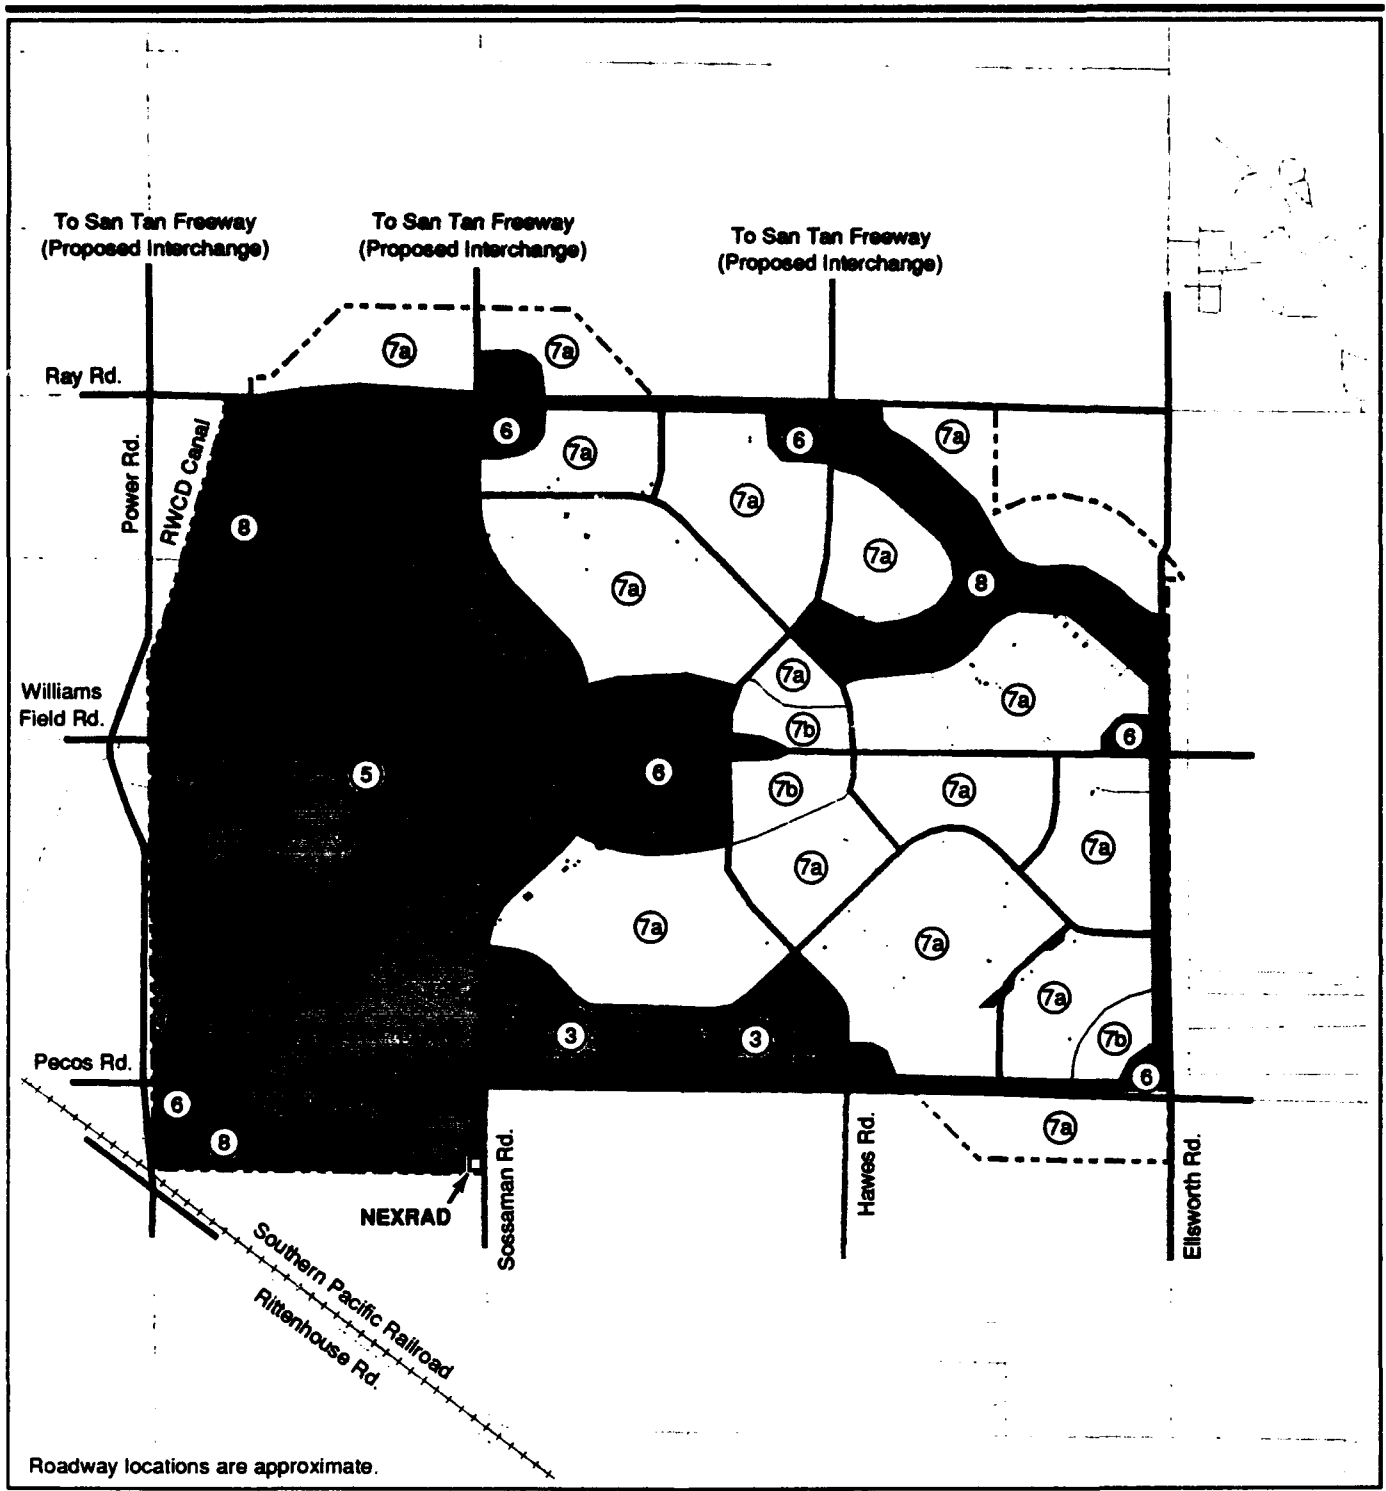 To San Tan Freeway
(Proposed Interchange)
To San Tan Freeway
(Proposed Interchange)
To San Tan Freeway
(Proposed Interchange)
7a
7a
Ray Rd.
6
7a
6
7a
Power Rd.
RWCD Canal
8
7a
7a
7a
8
7a
7a
7a
Williams
Field Rd.
7b
6
5
6
7b
7a
7a
7a
7a
7a
7a
3
3
7b
Pecos Rd.
6
6
8
7a
NEXRAD
Sossaman Rd.
Hawes Rd.
Ellsworth Rd.
Southern Pacific Railroad
Rittenhouse Rd.
Roadway locations are approximate.